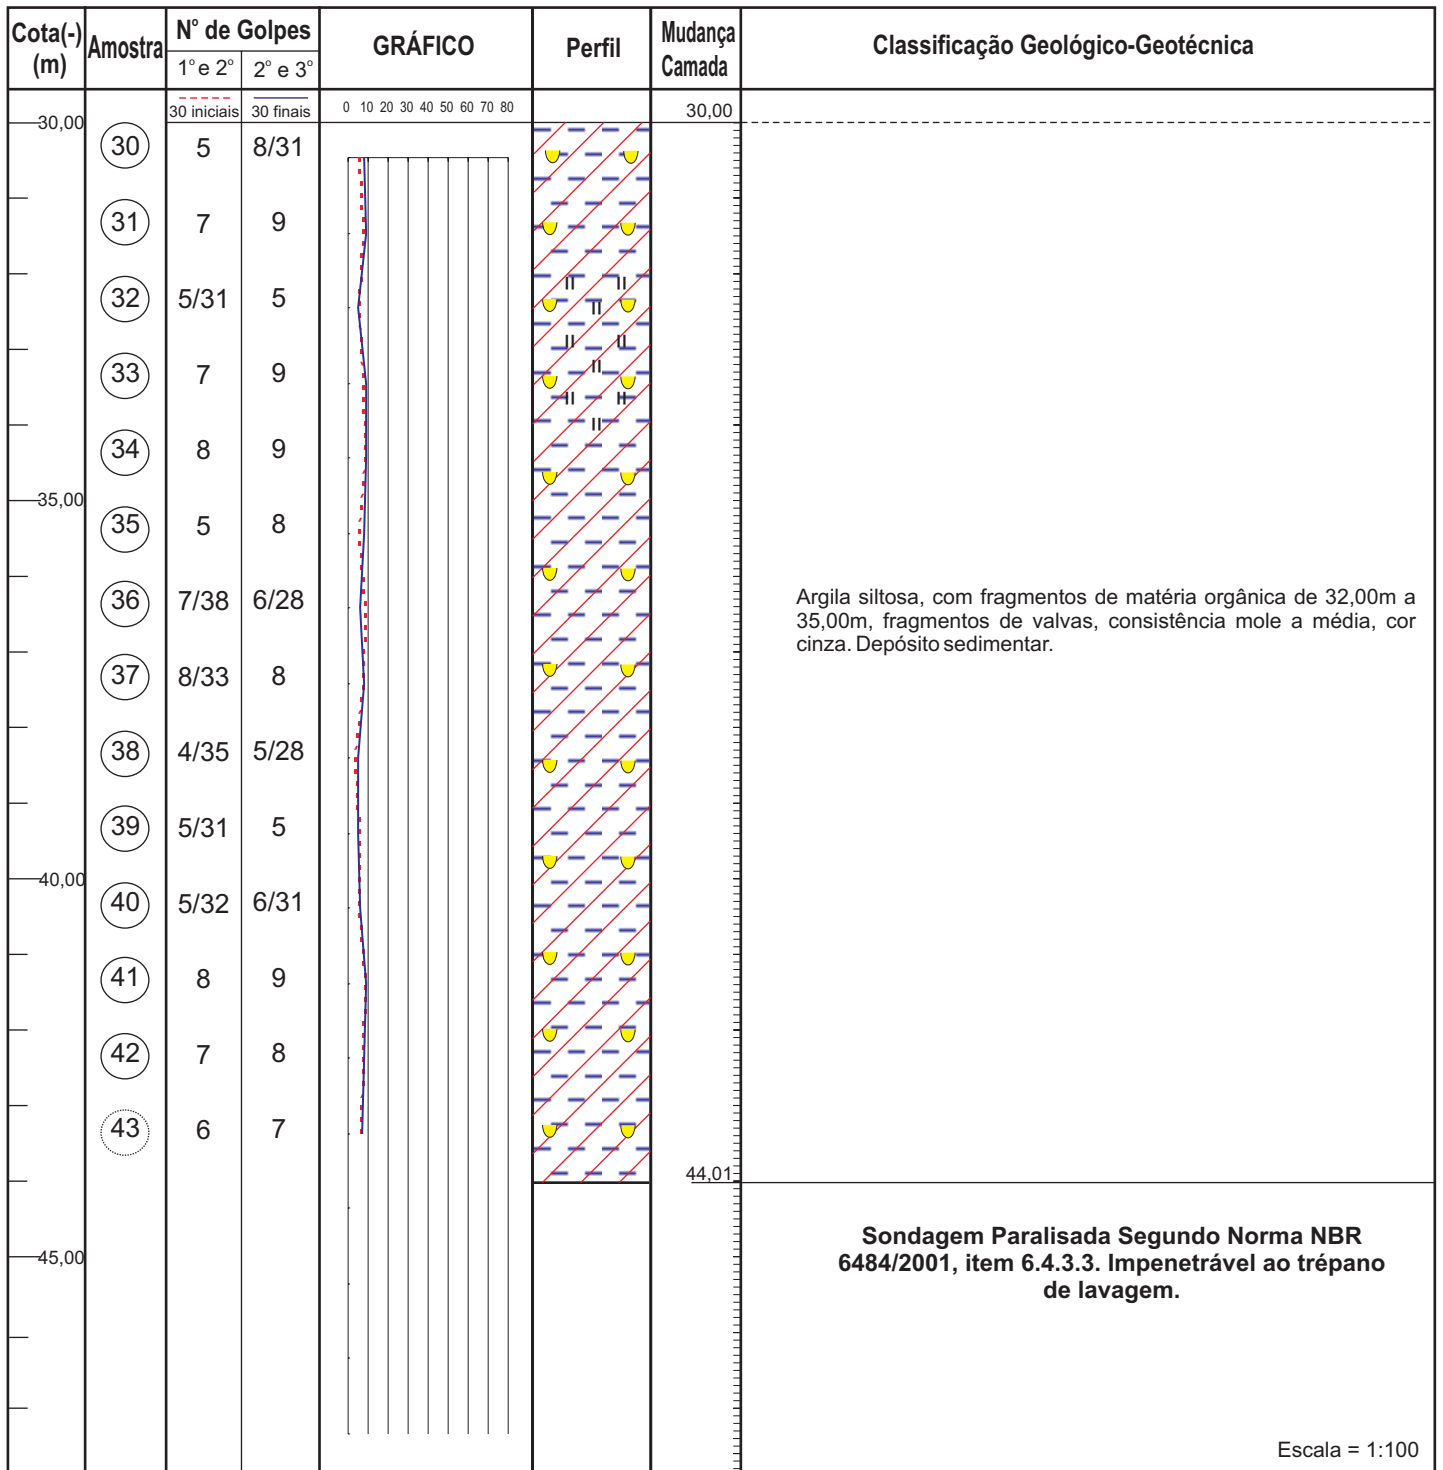 Cota(-) (m) Amostra N° de Golpes GRÁFICO Perfil Mudança Camada Classificação Geológico-Geotécnica
1° e 2° 2° e 3°
30 iniciais 30 finais 0 10 20 30 40 50 60 70 80 30,00
30,00
30 5 8/31
31 7 9
32 5/31 5
33 7 9
34 8 9
35,00
35 5 8
36 7/38 6/28
Argila siltosa, com fragmentos de matéria orgânica de 32,00m a
35,00m, fragmentos de valvas, consistência mole a média, cor
cinza. Depósito sedimentar.
37 8/33 8
38 4/35 5/28
39 5/31 5
40,00
40 5/32 6/31
41 8 9
42 7 8
43 6 7
44,01
Sondagem Paralisada Segundo Norma NBR
6484/2001, item 6.4.3.3. Impenetrável ao trépano
de lavagem.
45,00
Escala = 1:100